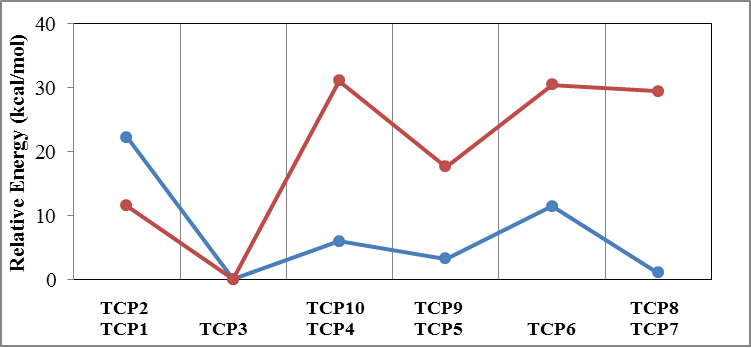 Relative Energy (kcal/mol)
40
30
20
10
0
TCP2 TCP10 TCP9 TCP8
TCP1 TCP3 TCP4 TCP5 TCP6 TCP7